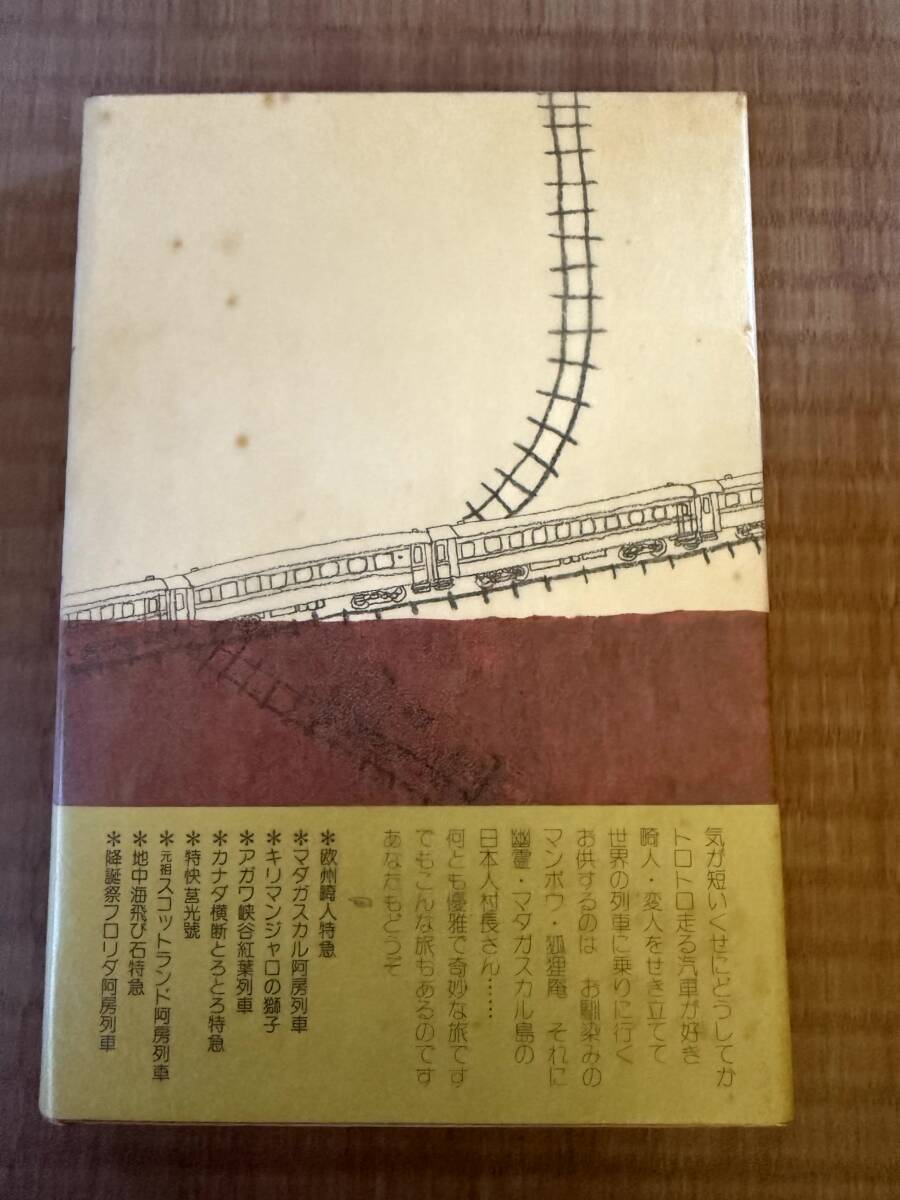 気が短いくせにどうしてか
トロトロ走る汽車が好き
畸人・変人をせき立てて
世界の列車に乗りに行く
お供するのは　お馴染みの
マンボウ・狐狸庵　それに
幽霊・マダガスカル島の
日本人村長さん……
何とも優雅で奇妙な旅です
でもこんな旅もあるのです
あなたもどうぞ
＊欧州畸人特急
＊マダガスカル阿房列車
＊キリマンジャロの獅子
＊アガワ峡谷紅葉列車
＊カナダ横断とろとろ特急
＊特快莒光號
＊元祖スコットランド阿房列車
＊地中海飛び石特急
＊降誕祭フロリダ阿房列車